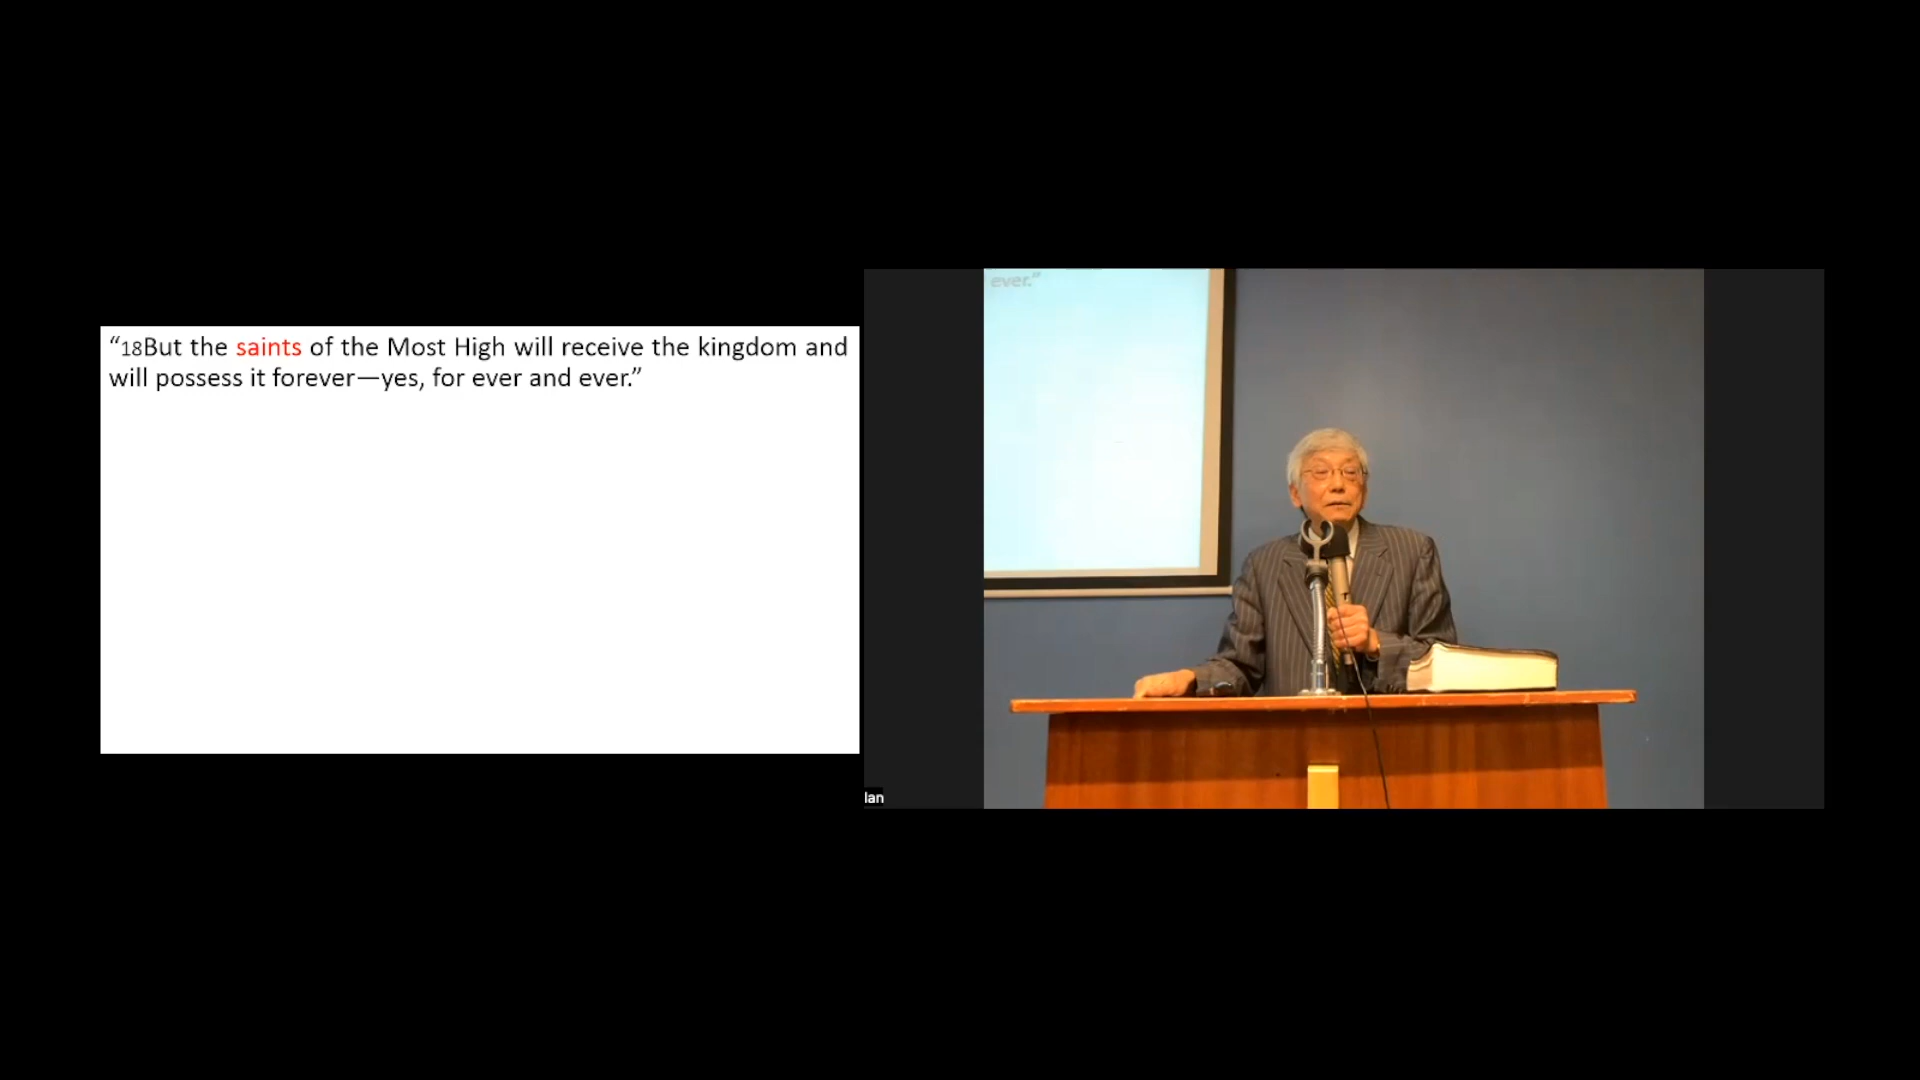 “18But the saints of the Most High will receive the kingdom and
will possess it forever—yes, for ever and ever.”
ever.”
lan